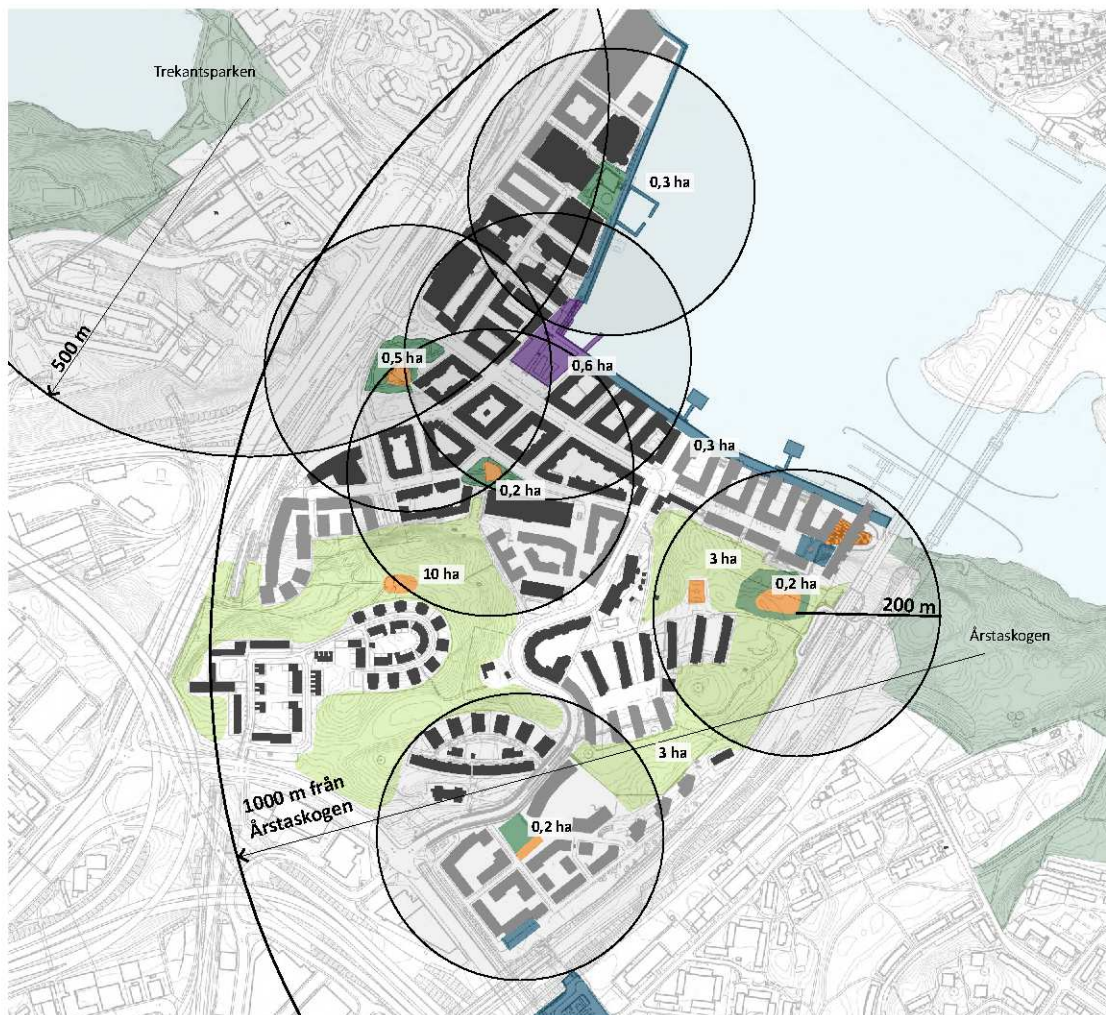 Trekantsparken
0,3 ha
500 m
0,5 ha
0,6 ha
0,3 ha
0,2 ha
3 ha
10 ha
0,2 ha
200 m
Årstaskogen
3 ha
1000 m från
Årstaskogen
0,2 ha